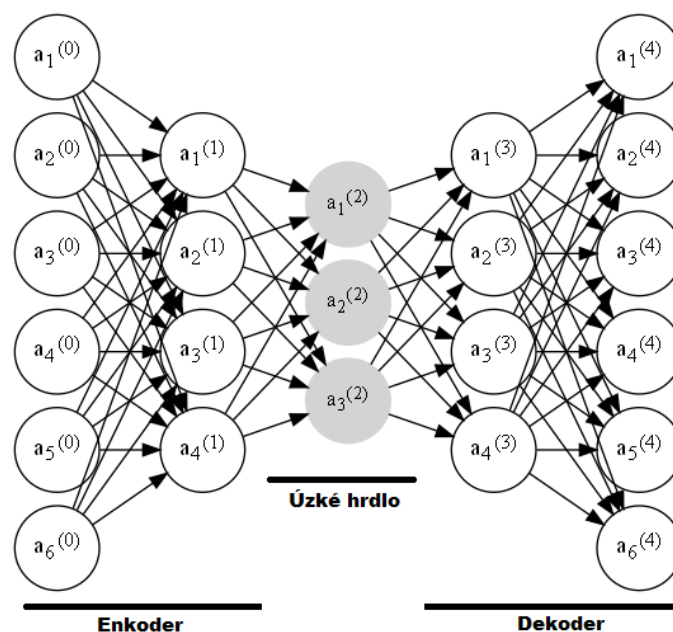 a₁⁽⁰⁾
a₂⁽⁰⁾
a₃⁽⁰⁾
a₄⁽⁰⁾
a₅⁽⁰⁾
a₆⁽⁰⁾
a₁⁽¹⁾
a₂⁽¹⁾
a₃⁽¹⁾
a₄⁽¹⁾
a₁⁽²⁾
a₂⁽²⁾
a₃⁽²⁾
a₁⁽³⁾
a₂⁽³⁾
a₃⁽³⁾
a₄⁽³⁾
a₁⁽⁴⁾
a₂⁽⁴⁾
a₃⁽⁴⁾
a₄⁽⁴⁾
a₅⁽⁴⁾
a₆⁽⁴⁾
Úzké hrdlo
Enkoder
Dekoder